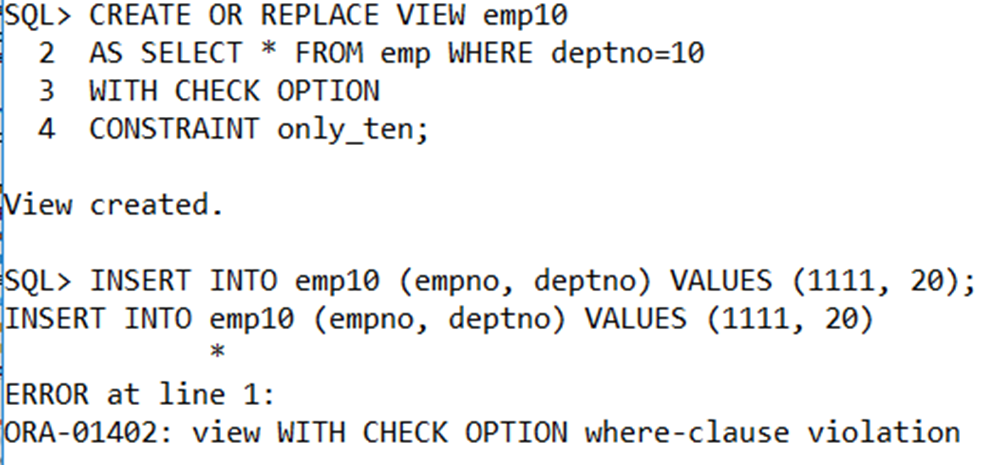 SQL> CREATE OR REPLACE VIEW emp10
  2  AS SELECT * FROM emp WHERE deptno=10
  3  WITH CHECK OPTION
  4  CONSTRAINT only_ten;
View created.
SQL> INSERT INTO emp10 (empno, deptno) VALUES (1111, 20);
INSERT INTO emp10 (empno, deptno) VALUES (1111, 20)
            *
ERROR at line 1:
ORA-01402: view WITH CHECK OPTION where-clause violation